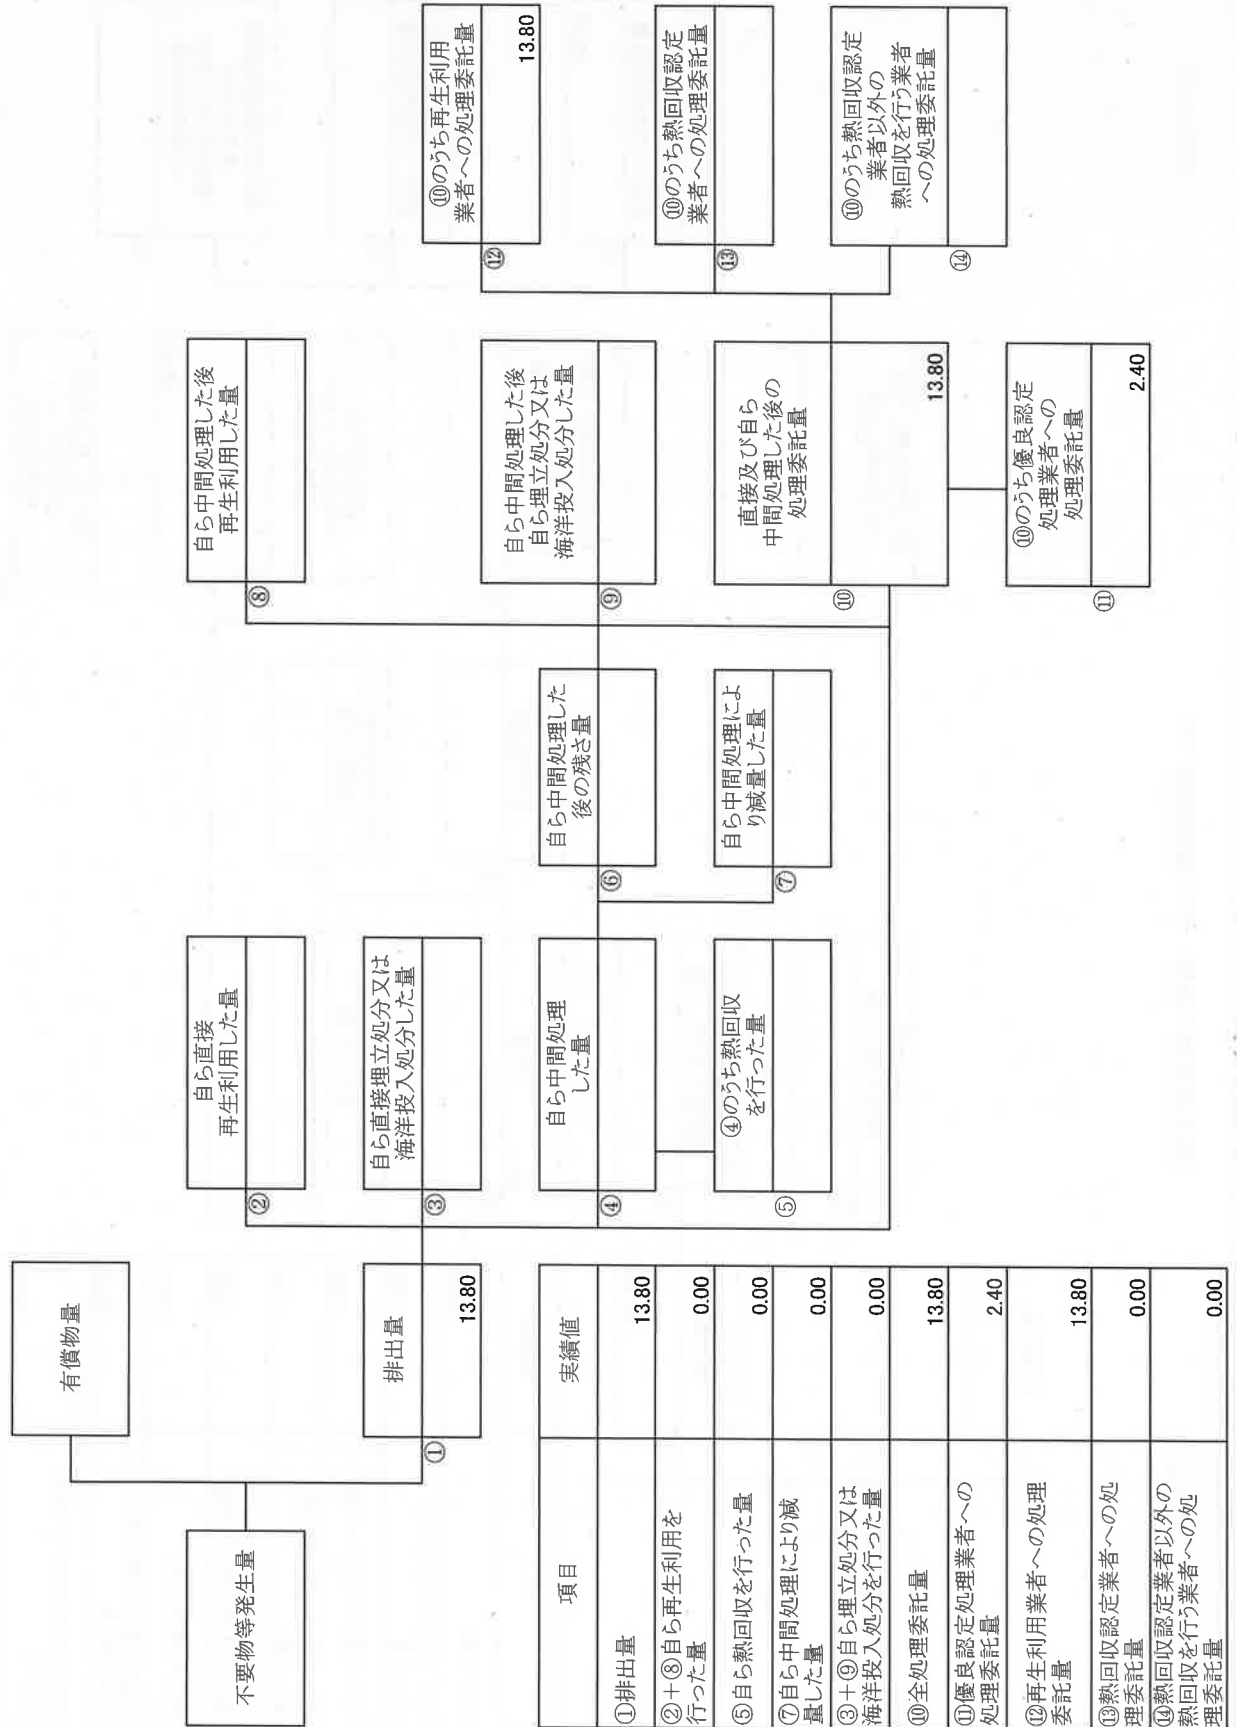 有償物量
不要物等発生量
排出量
①
13.80
自ら直接
再生利用した量
②
自ら直接埋立処分又は
海洋投入処分した量
③
自ら中間処理
した量
④
④のうち熱回収
を行った量
⑤
自ら中間処理した
後の残さ量
⑥
自ら中間処理によ
り減量した量
⑦
自ら中間処理した後
再生利用した量
⑧
自ら中間処理した後
自ら埋立処分又は
海洋投入処分した量
⑨
直接及び自ら
中間処理した後の
処理委託量
⑩
13.80
⑩のうち優良認定
処理業者への
処理委託量
⑪
2.40
⑩のうち再生利用
業者への処理委託量
⑫
13.80
⑩のうち熱回収認定
業者への処理委託量
⑬
⑩のうち熱回収認定
業者以外の
熱回収を行う業者
への処理委託量
⑭
項目 実績値
①排出量 13.80
②+⑧自ら再生利用を
行った量 0.00
⑤自ら熱回収を行った量 0.00
⑦自ら中間処理により減
量した量 0.00
③+⑨自ら埋立処分又は
海洋投入処分を行った量 0.00
⑩全処理委託量 13.80
⑪優良認定処理業者への
処理委託量 2.40
⑫再生利用業者への処理
委託量 13.80
⑬熱回収認定業者への処
理委託量 0.00
⑭熱回収認定業者以外の
熱回収を行う業者への処
理委託量 0.00